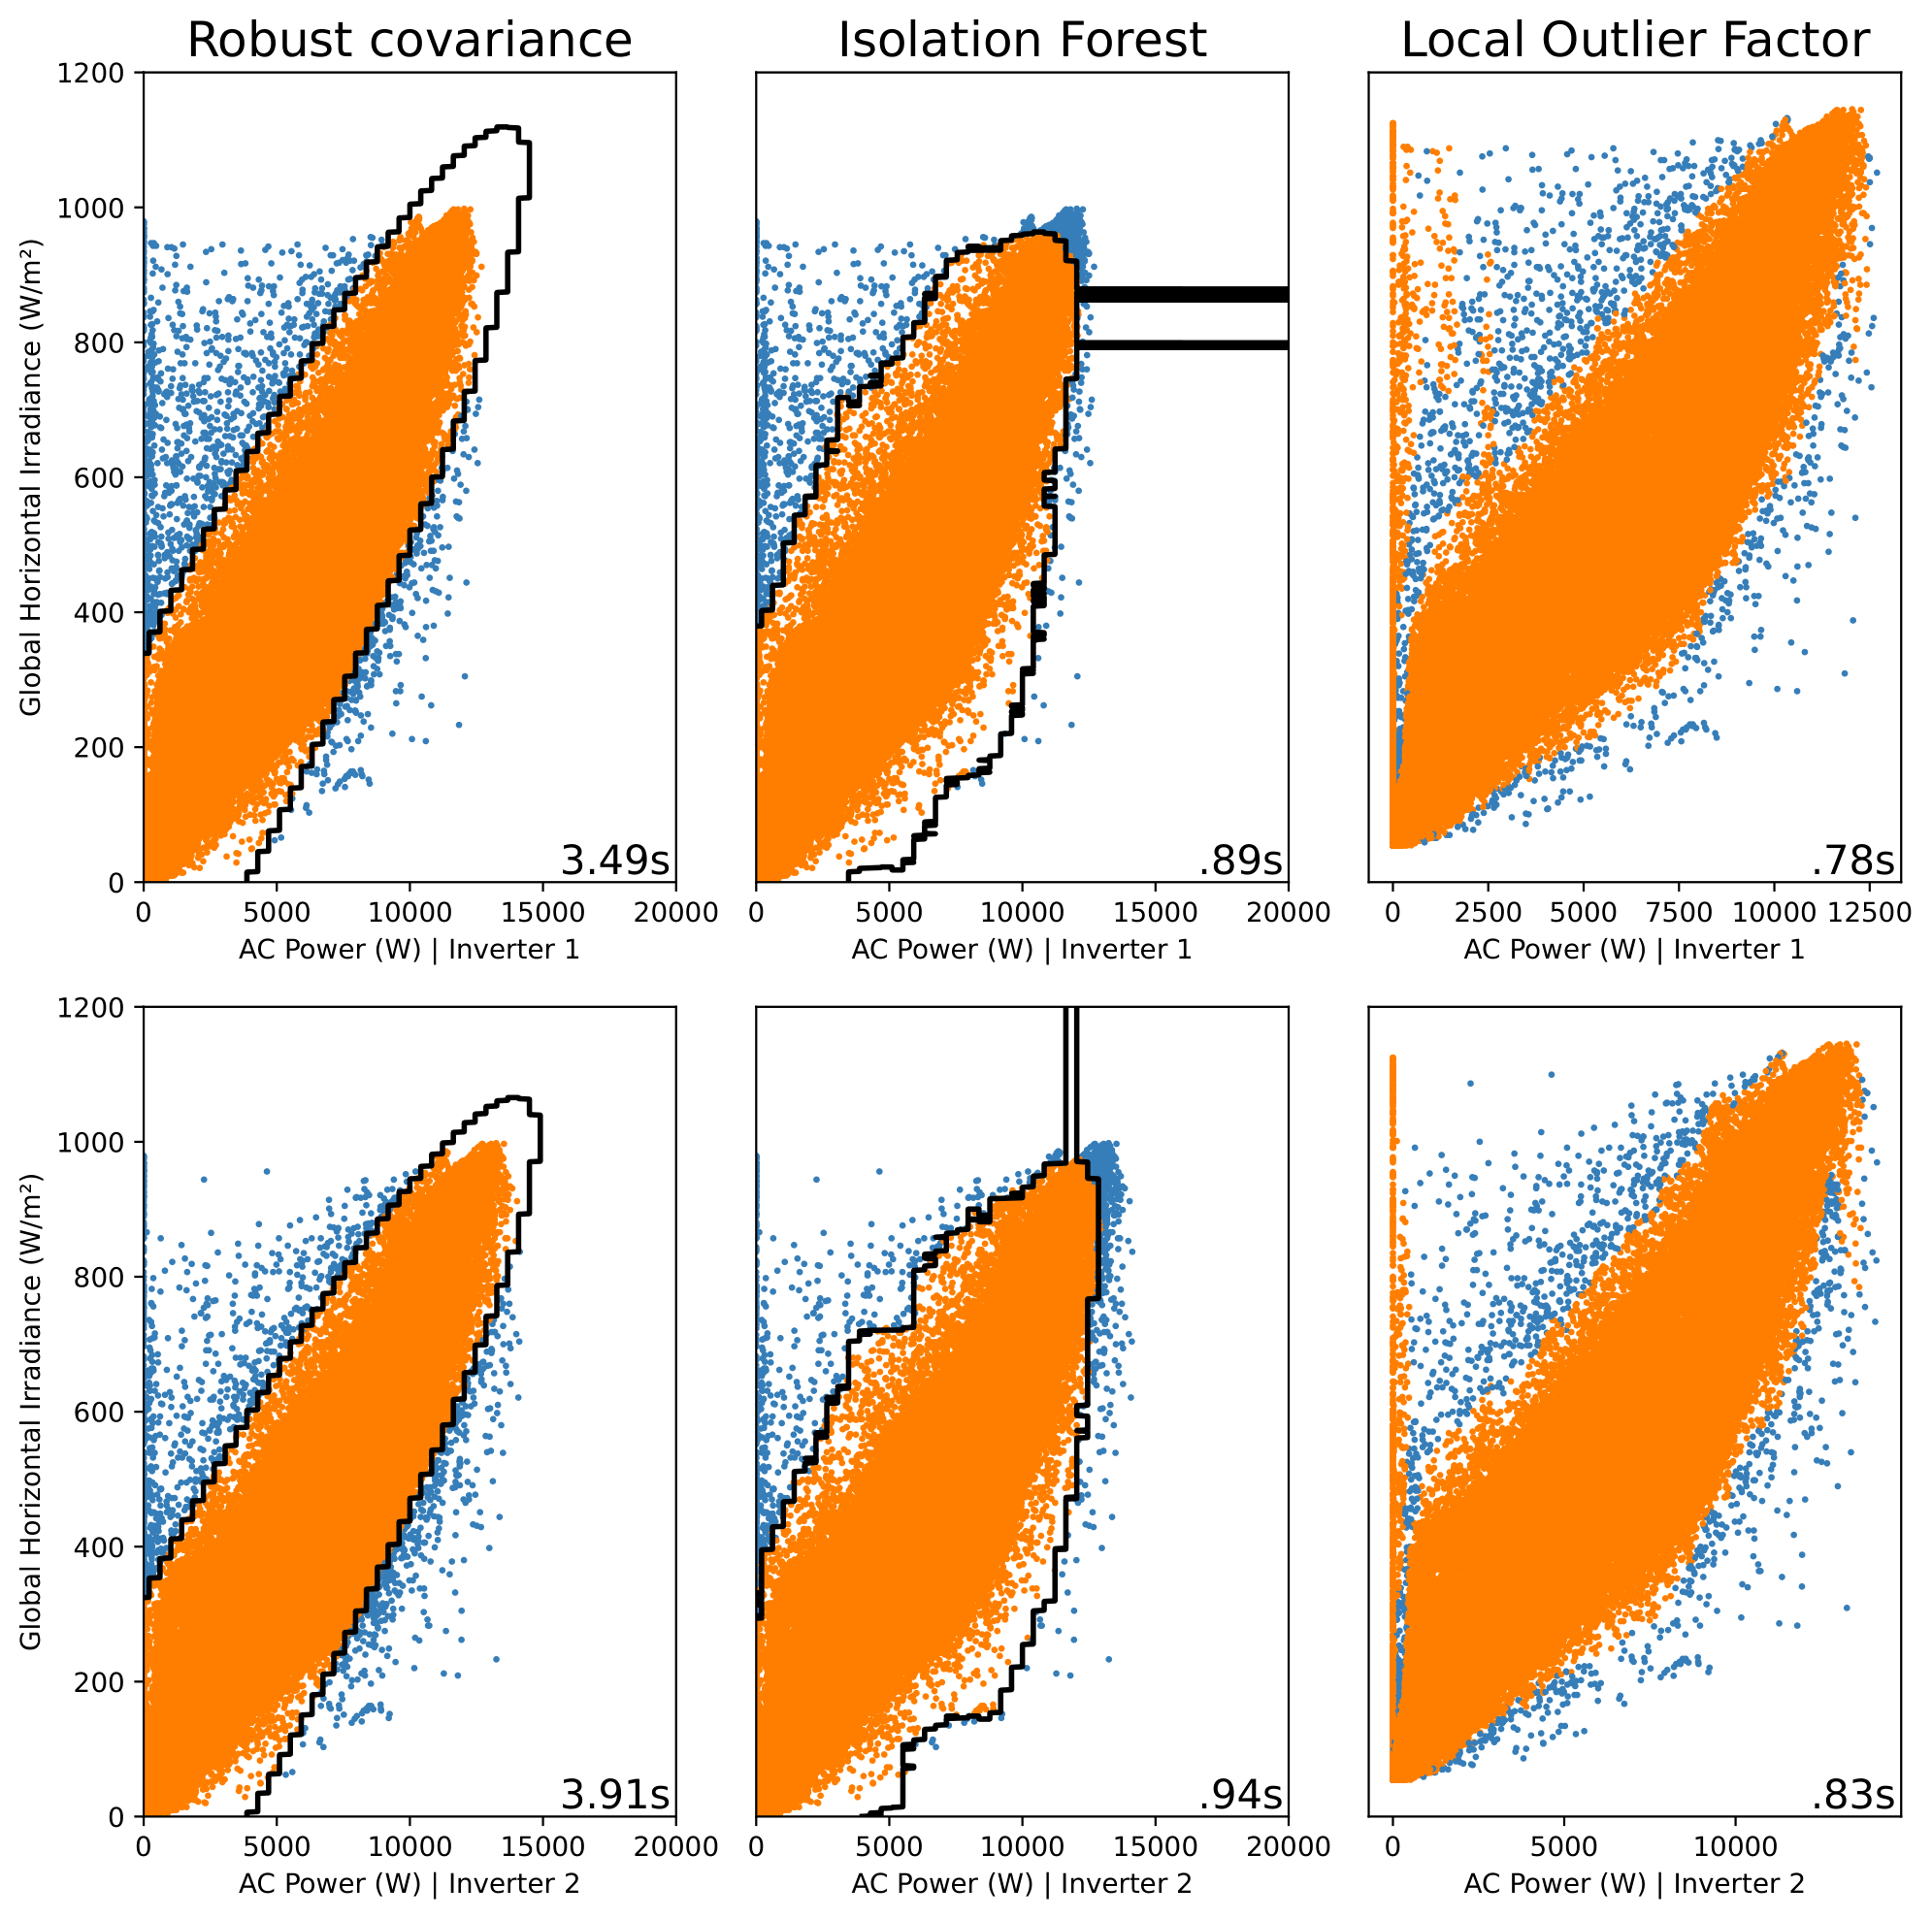 Robust covariance Isolation Forest Local Outlier Factor
1200
1000
800
600
400
200
0
Global Horizontal Irradiance (W/m²)
3.49s .89s .78s
0 5000 10000 15000 20000 0 5000 10000 15000 20000 0 2500 5000 7500 10000 12500
AC Power (W) | Inverter 1 AC Power (W) | Inverter 1 AC Power (W) | Inverter 1
1200
1000
800
600
400
200
0
Global Horizontal Irradiance (W/m²)
3.91s .94s .83s
0 5000 10000 15000 20000 0 5000 10000 15000 20000 0 5000 10000
AC Power (W) | Inverter 2 AC Power (W) | Inverter 2 AC Power (W) | Inverter 2